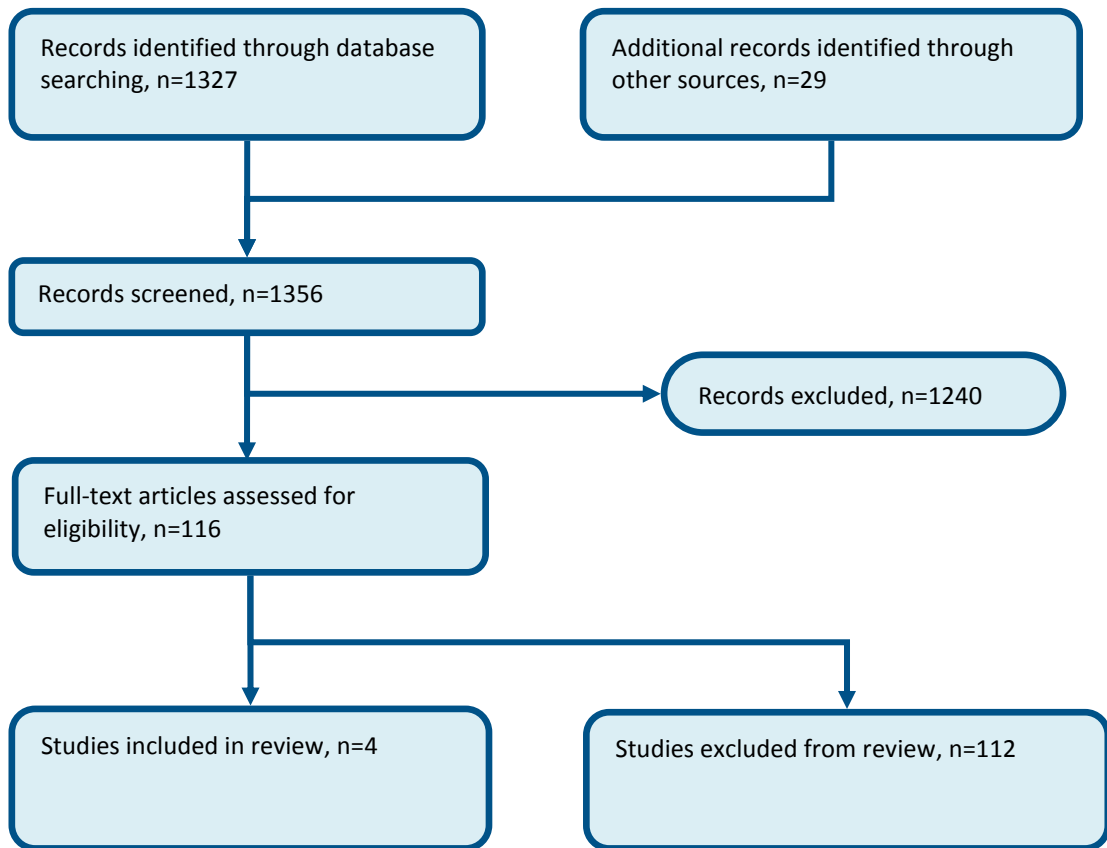 Records identified through database
searching, n=1327
Additional records identified through
other sources, n=29
Records screened, n=1356
Records excluded, n=1240
Full-text articles assessed for
eligibility, n=116
Studies included in review, n=4
Studies excluded from review, n=112